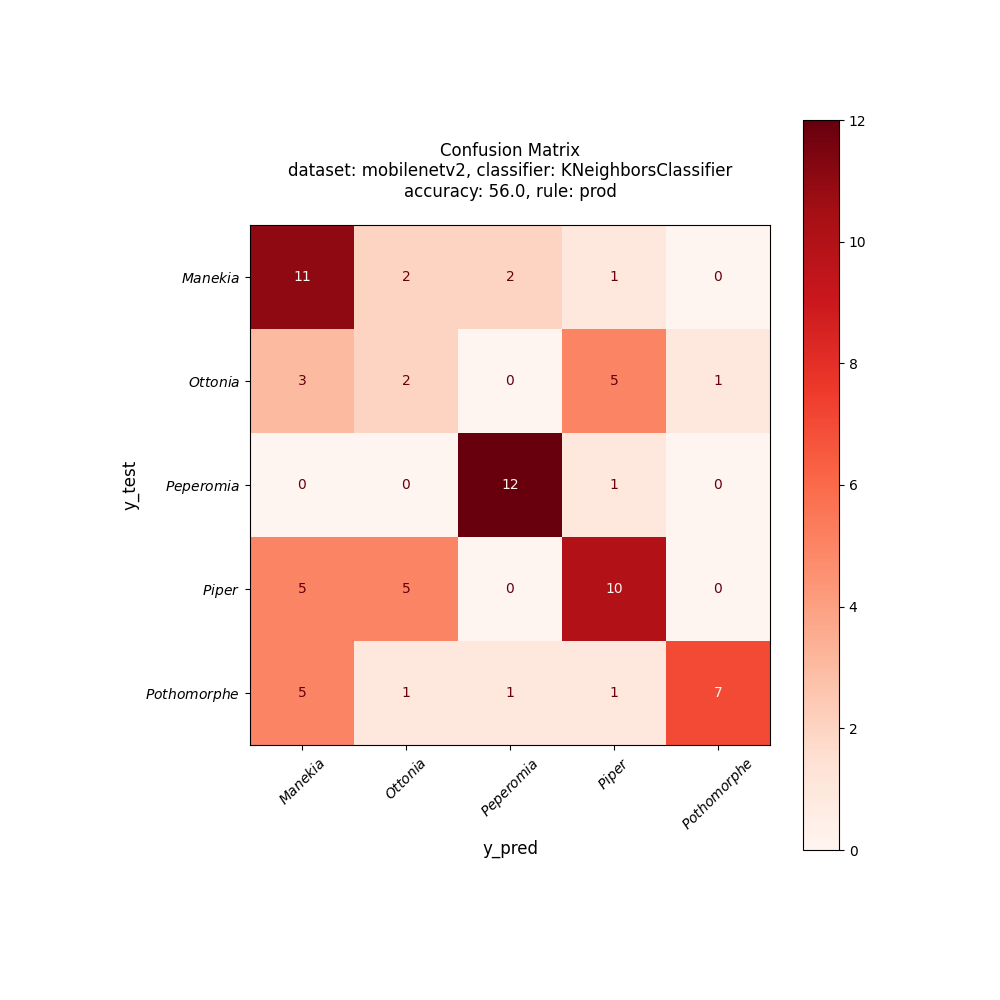 Confusion Matrix
dataset: mobilenetv2, classifier: KNeighborsClassifier
accuracy: 56.0, rule: prod
y_test
Manekia 11 2 2 1 0
Ottonia 3 2 0 5 1
Peperomia 0 0 12 1 0
Piper 5 5 0 10 0
Pothomorphe 5 1 1 1 7
Manekia Ottonia Peperomia Piper Pothomorphe
y_pred
12
10
8
6
4
2
0